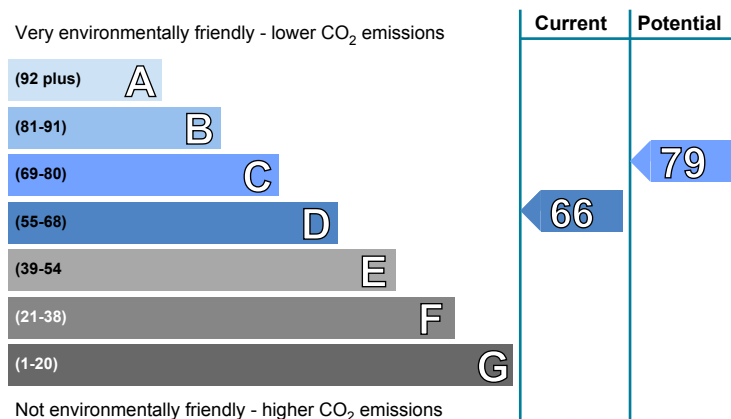 Very environmentally friendly - lower CO₂ emissions
Current
Potential
(92 plus) A
(81-91) B
(69-80) C
79
(55-68) D
66
(39-54 E
(21-38) F
(1-20) G
Not environmentally friendly - higher CO₂ emissions